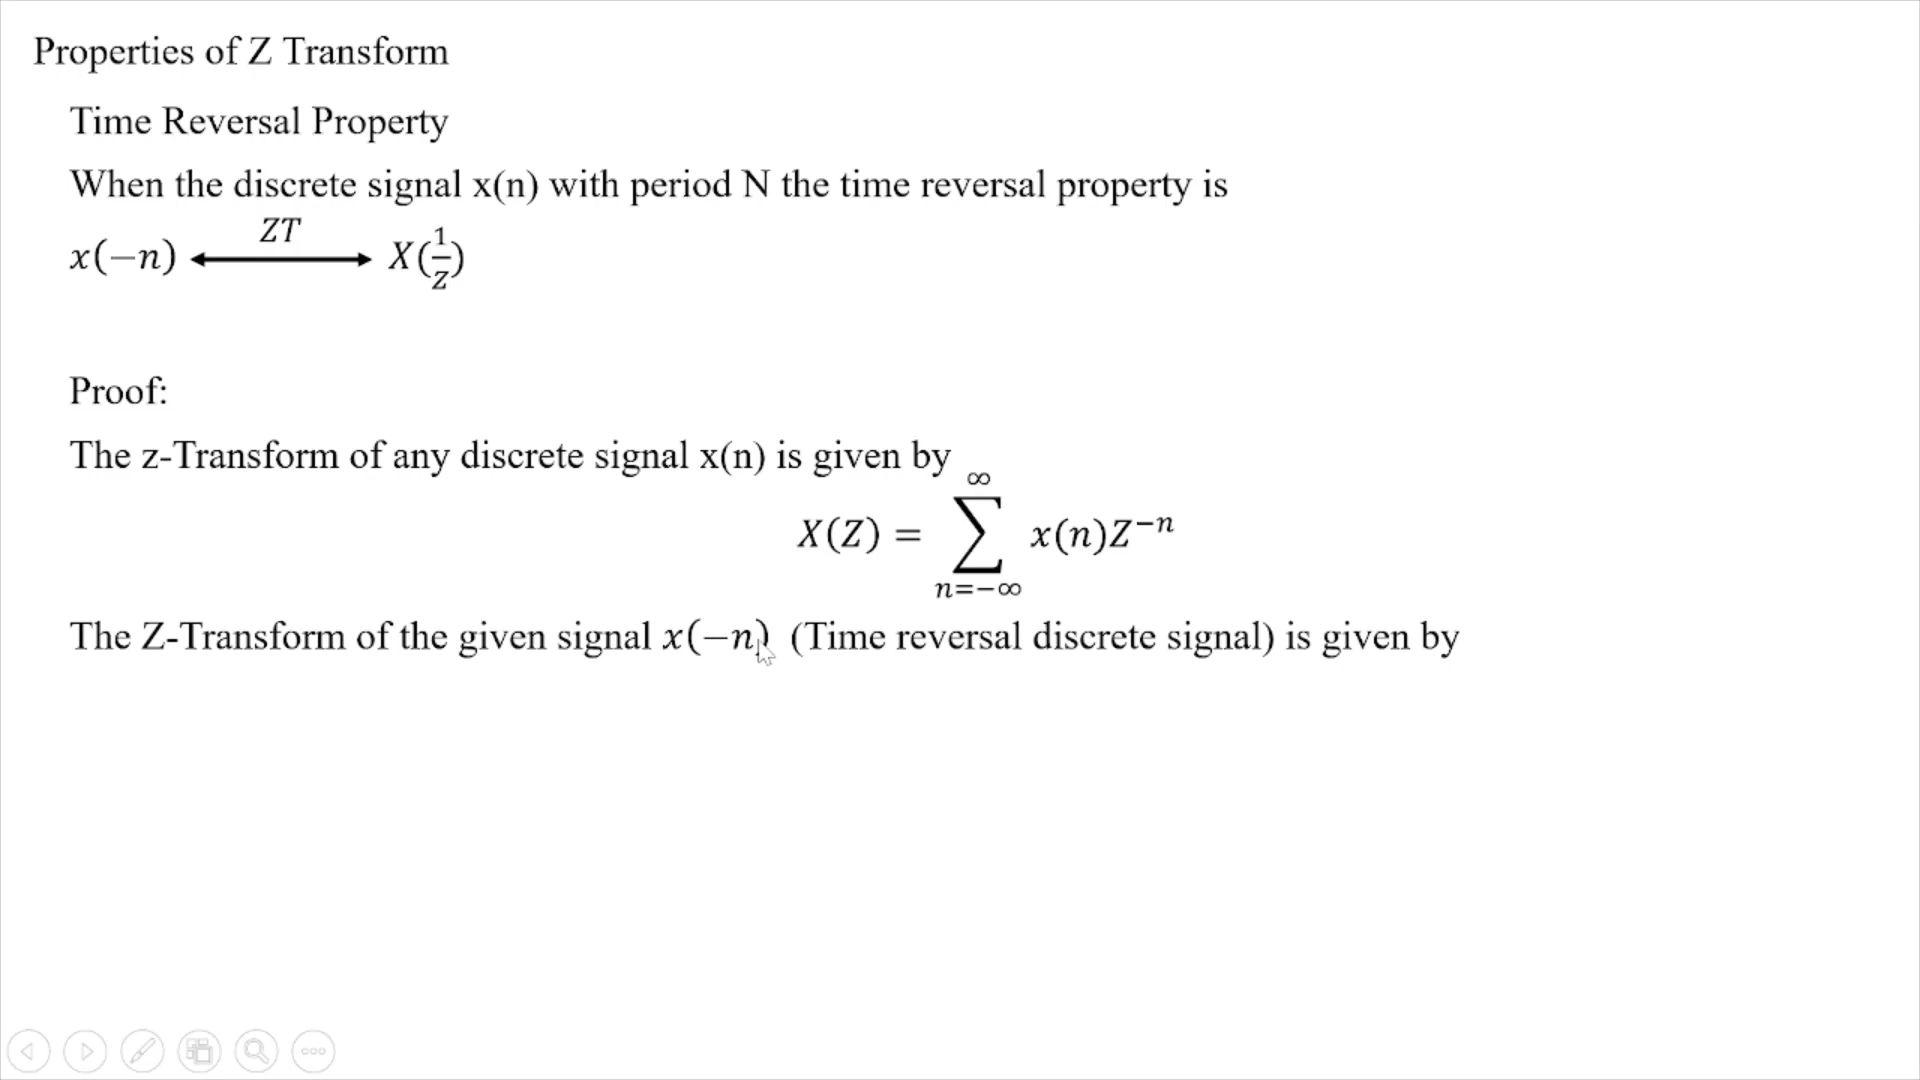 Properties of Z Transform
Time Reversal Property
When the discrete signal x(n) with period N the time reversal property is
x(−n) ⟷ ZT X(1/Z)
Proof:
The z-Transform of any discrete signal x(n) is given by
X(Z) = ∑_{n=−∞}^{∞} x(n)Z^{−n}
The Z-Transform of the given signal x(−n) (Time reversal discrete signal) is given by